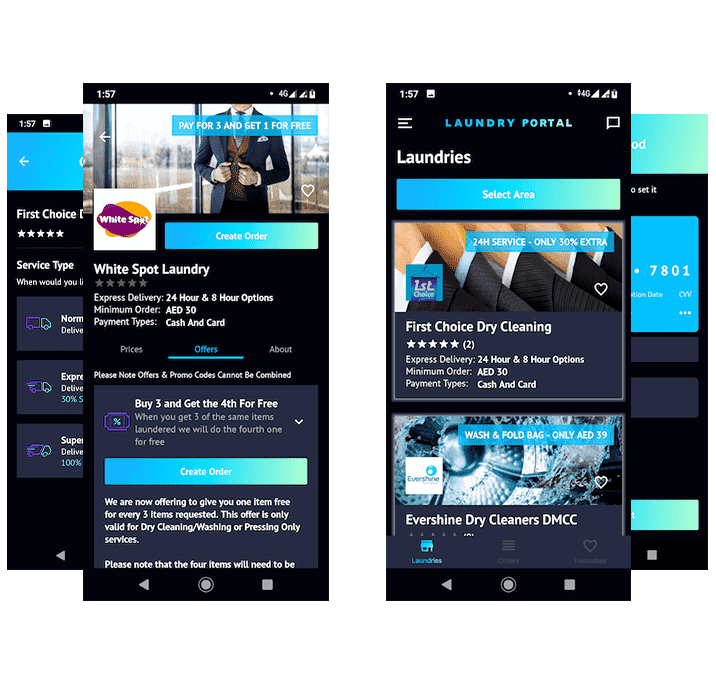 1:57
First Choice D
Service Type
When would you li
Norm
Delive
Expre
Delive
30% S
Super
Delive
100%
1:57
4G
PAY FOR 3 AND GET 1 FOR FREE
White Spot
Create Order
White Spot Laundry
Express Delivery: 24 Hour & 8 Hour Options
Minimum Order: AED 30
Payment Types: Cash And Card
Prices Offers About
Please Note Offers & Promo Codes Cannot Be Combined
%
Buy 3 and Get the 4th For Free
When you get 3 of the same items
laundered we will do the fourth one
for free
Create Order
We are now offering to give you one item free
for every 3 items requested. This offer is only
valid for Dry Cleaning/Washing or Pressing Only
services.
Please note that the four items will need to be
1:57
4G
LAUNDRY PORTAL
Laundries
Select Area
24H SERVICE - ONLY 30% EXTRA
1st
Choice
First Choice Dry Cleaning
(2)
Express Delivery: 24 Hour & 8 Hour Options
Minimum Order: AED 30
Payment Types: Cash And Card
WASH & FOLD BAG - ONLY AED 39
Evershine
Evershine Dry Cleaners DMCC
Laundries Orders Favourites
od
o set it
7801
tion Date CVV
***
t